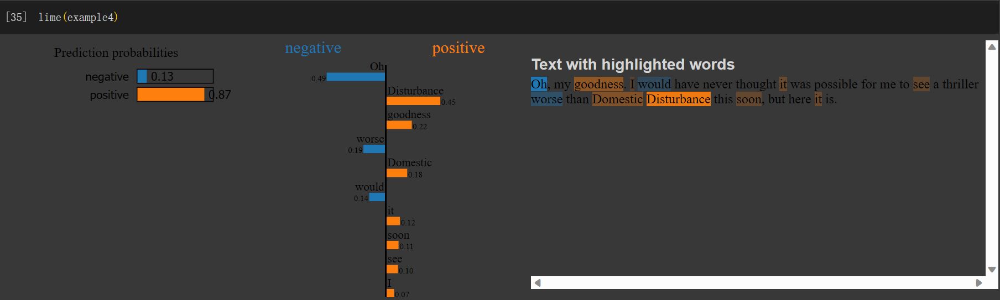 [35] lime(example4)
Prediction probabilities
negative 0.13
positive 0.87
negative positive
Oh
0.49
Disturbance
0.45
goodness
0.22
worse
0.19
Domestic
0.18
would
0.14
it
0.12
soon
0.11
see
0.10
I
0.07
Text with highlighted words
Oh, my goodness. I would have never thought it was possible for me to see a thriller
worse than Domestic Disturbance this soon, but here it is.